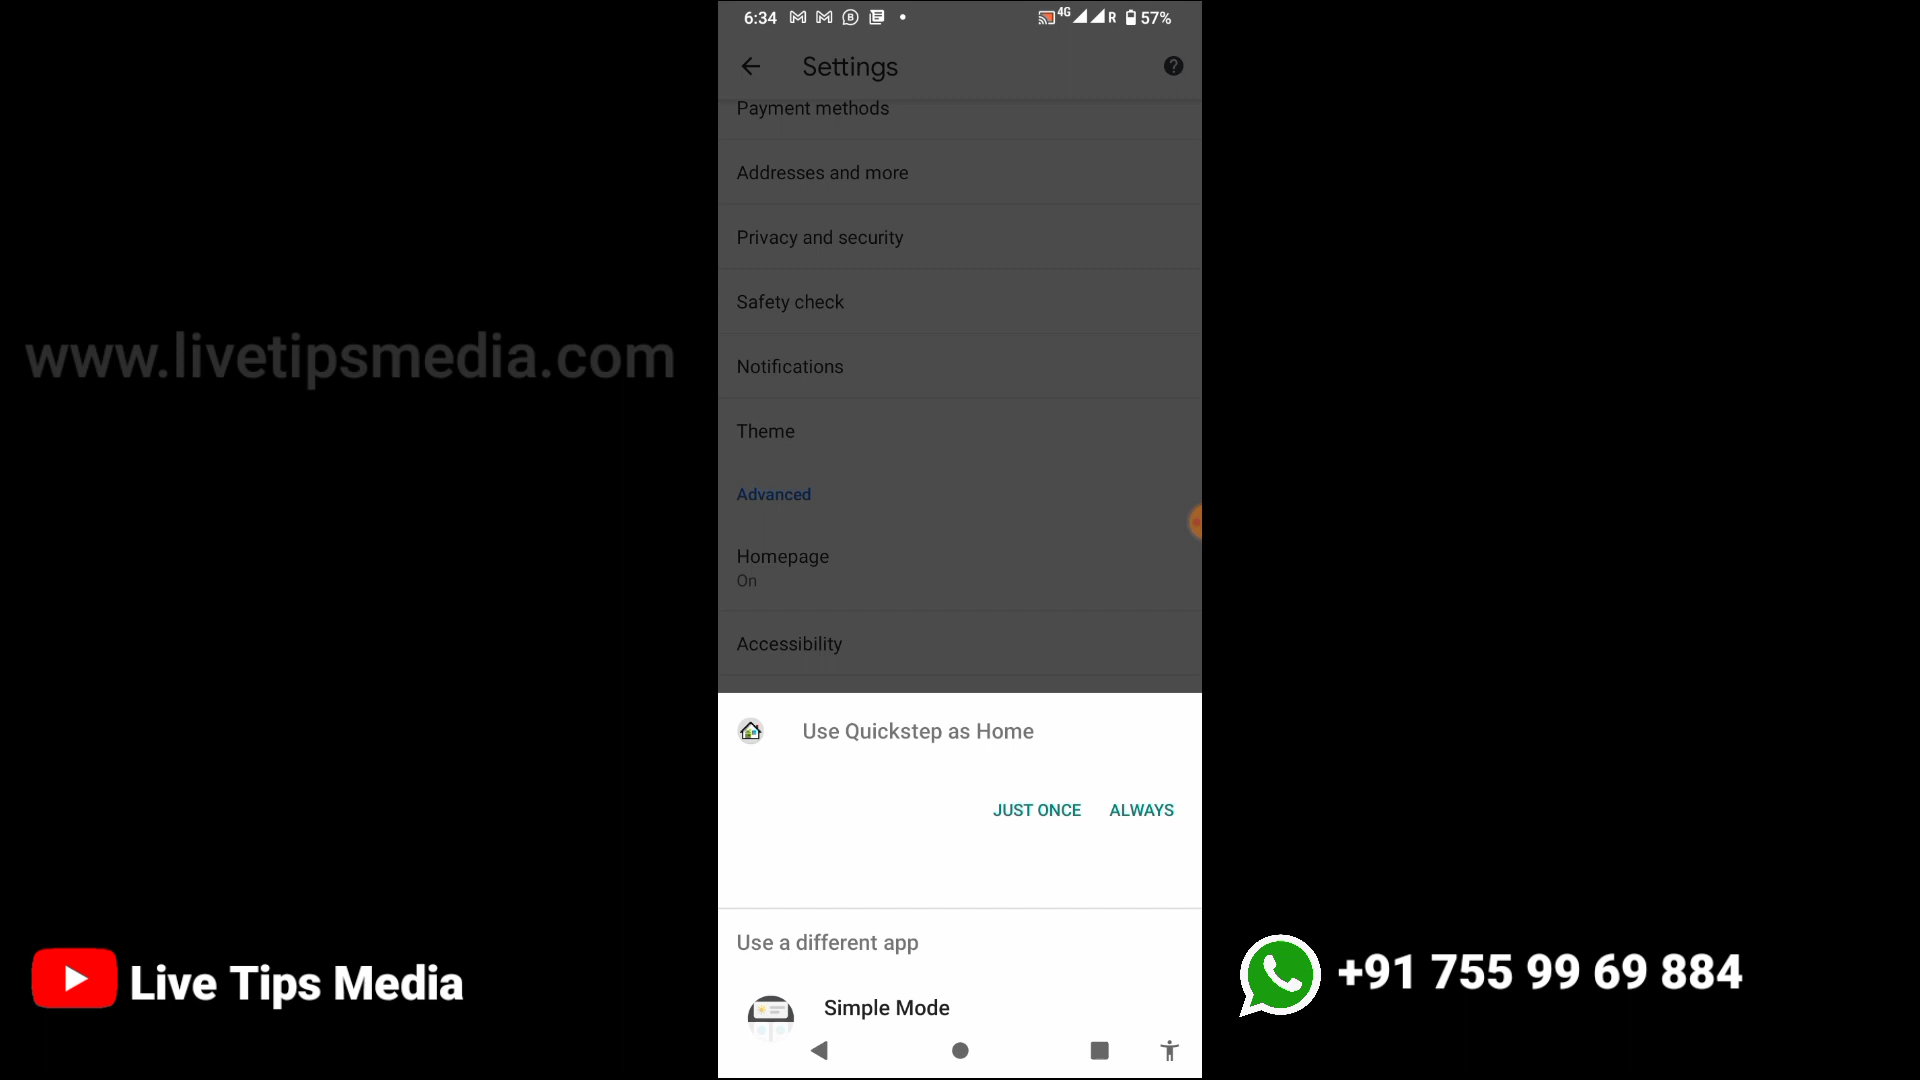 6:34
4G R 57%
Settings
Payment methods
Addresses and more
Privacy and security
Safety check
www.livetipsmedia.com
Notifications
Theme
Advanced
Homepage
On
Accessibility
Use Quickstep as Home
JUST ONCE ALWAYS
Use a different app
Simple Mode
Live Tips Media
+91 755 99 69 884